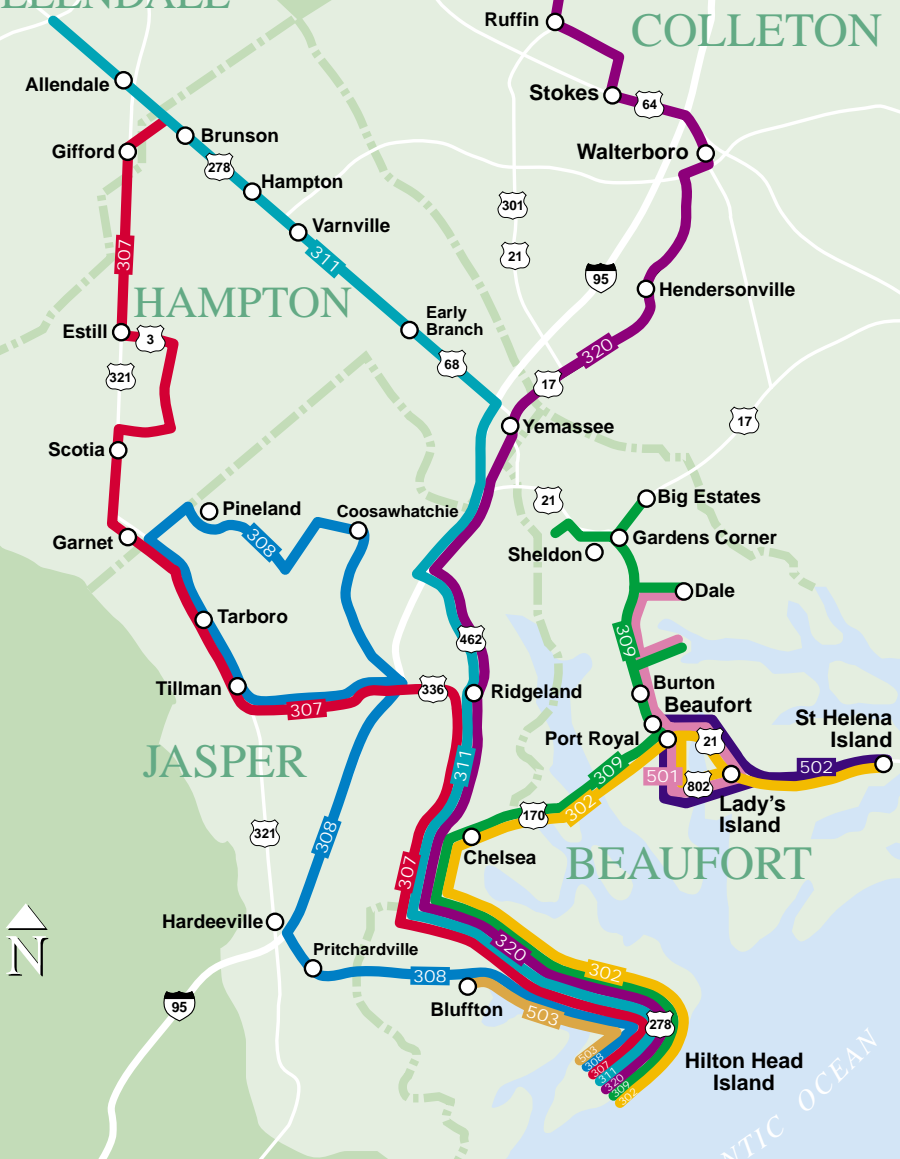 LLENDALE
Ruffin
COLLETON
Allendale
Stokes
64
Gifford
Brunson
Walterboro
278
Hampton
301
Varnville
307
311
21
95
HAMPTON
Hendersonville
Estill
3
Early
Branch
320
321
68
17
17
Scotia
Yemassee
Pineland
Coosawhatchie
21
Big Estates
Garnet
308
Sheldon
Gardens Corner
Dale
Tarboro
462
309
Tillman
336
Ridgeland
Burton
307
Beaufort
St Helena
Island
Port Royal
21
JASPER
311
309
501
802
502
302
170
Lady's
Island
321
308
Chelsea
BEAUFORT
307
Hardeeville
N
Pritchardville
320
302
308
95
Bluffton
503
278
503
308
307
311
320
309
302
Hilton Head
Island
NTIC OCEAN